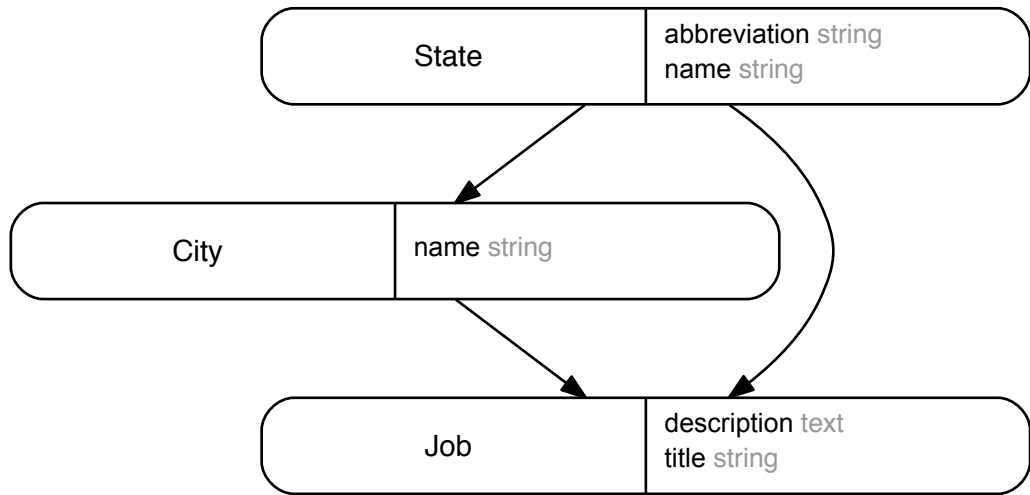 State
abbreviation string
name string
City
name string
Job
description text
title string